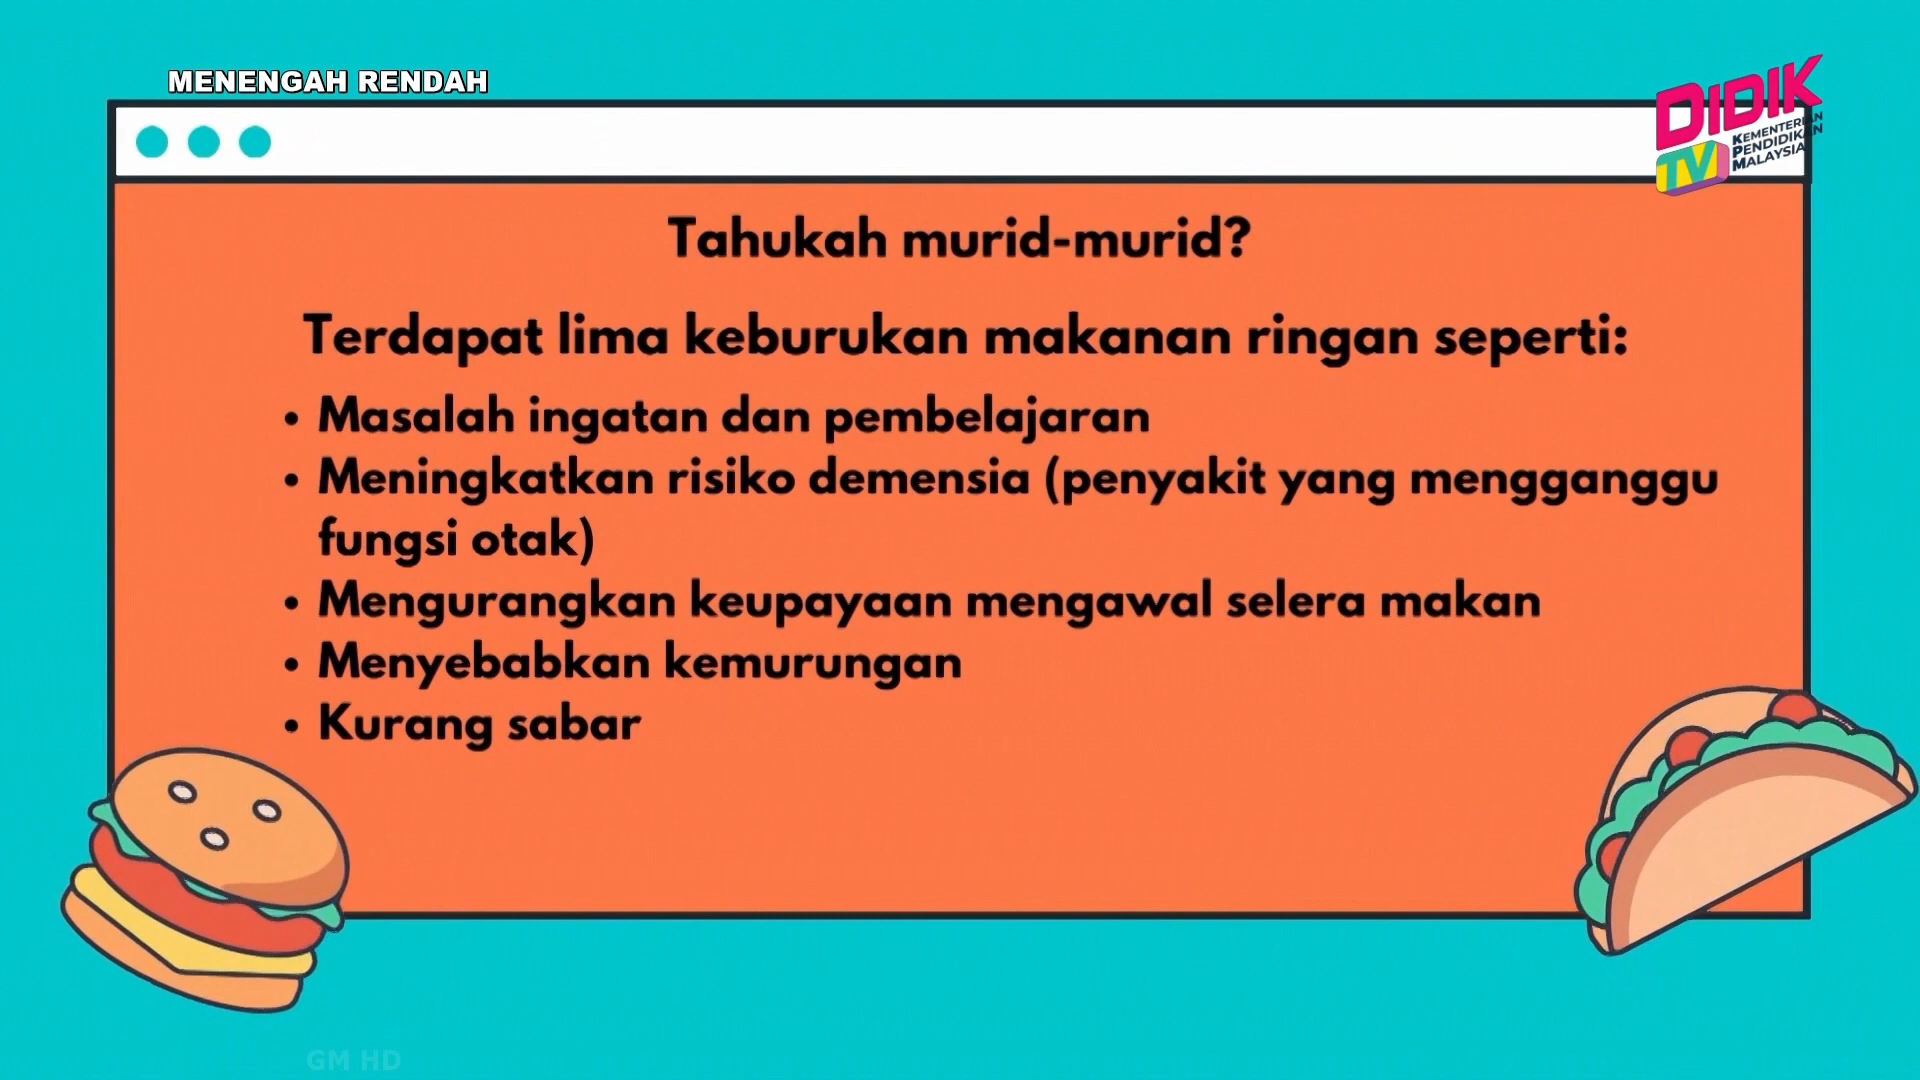 MENENGAH RENDAH
DIDIK
TV
KEMENTERIAN
PENDIDIKAN
MALAYSIA
Tahukah murid-murid?
Terdapat lima keburukan makanan ringan seperti:
• Masalah ingatan dan pembelajaran
• Meningkatkan risiko demensia (penyakit yang mengganggu
fungsi otak)
• Mengurangkan keupayaan mengawal selera makan
• Menyebabkan kemurungan
• Kurang sabar
GM HD